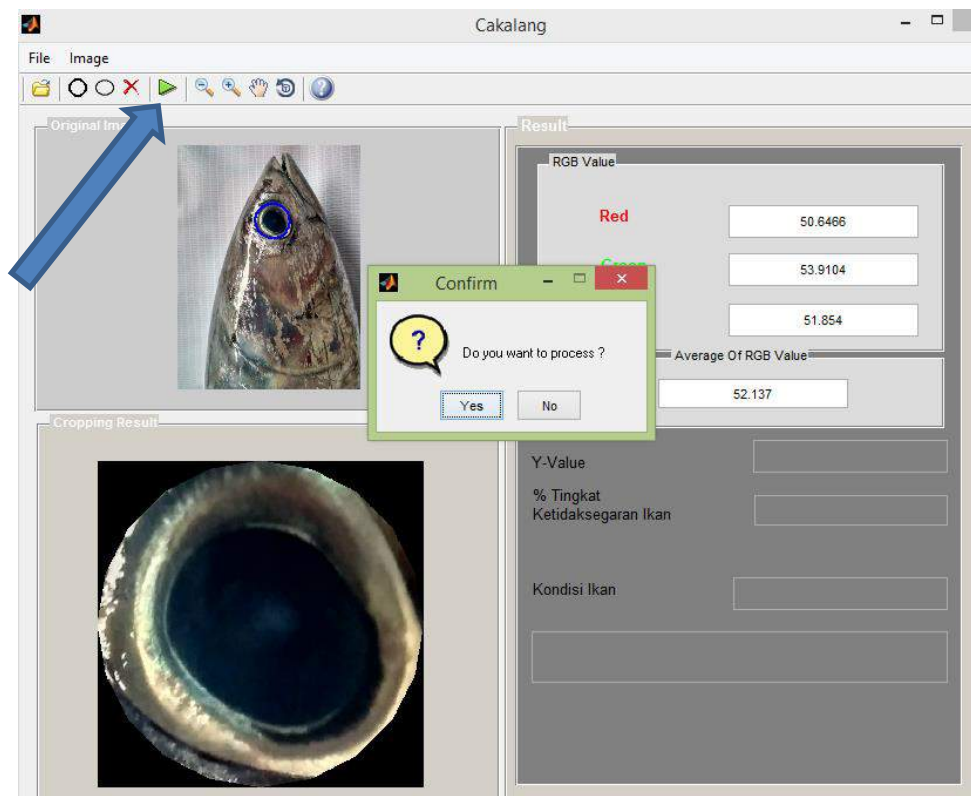 Cakalang
File Image
Original Im
Result
RGB Value
Red
50.6466
Green
53.9104
51.854
Confirm
?
Do you want to process ?
Yes No
Average Of RGB Value
52.137
Cropping Result
Y-Value
% Tingkat
Ketidaksegaran Ikan
Kondisi Ikan